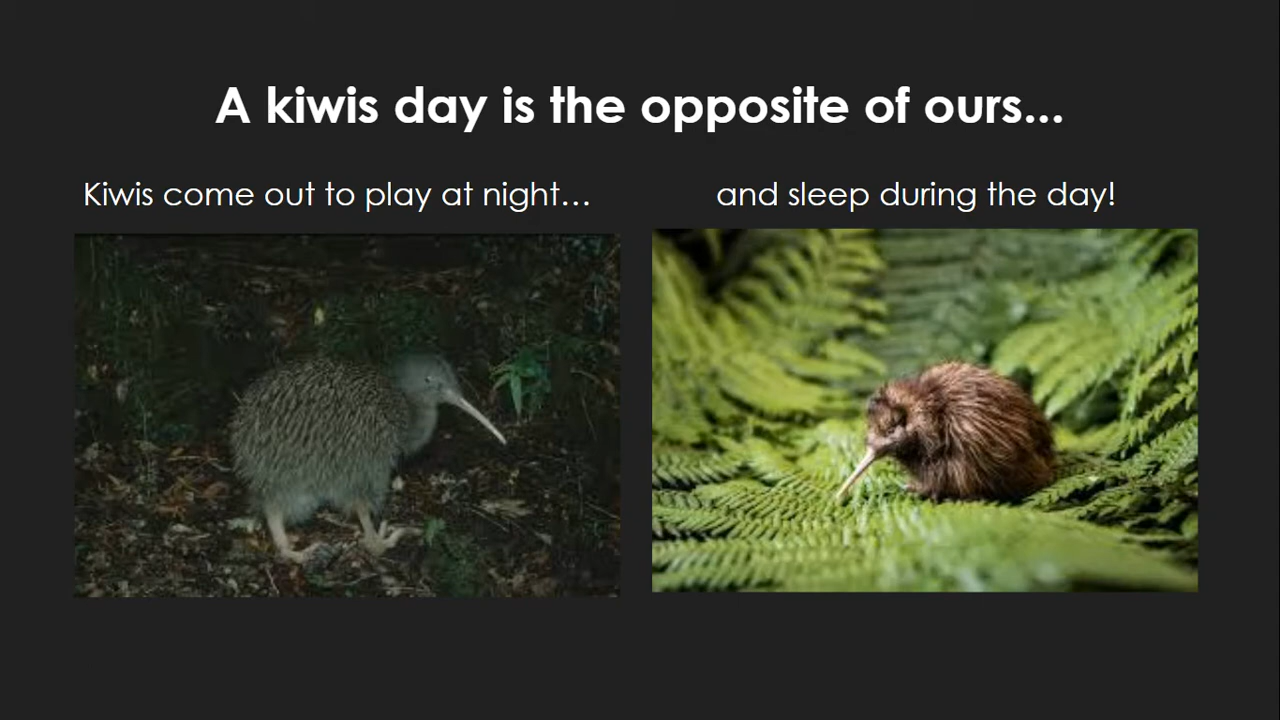 A kiwis day is the opposite of ours...
Kiwis come out to play at night...
and sleep during the day!